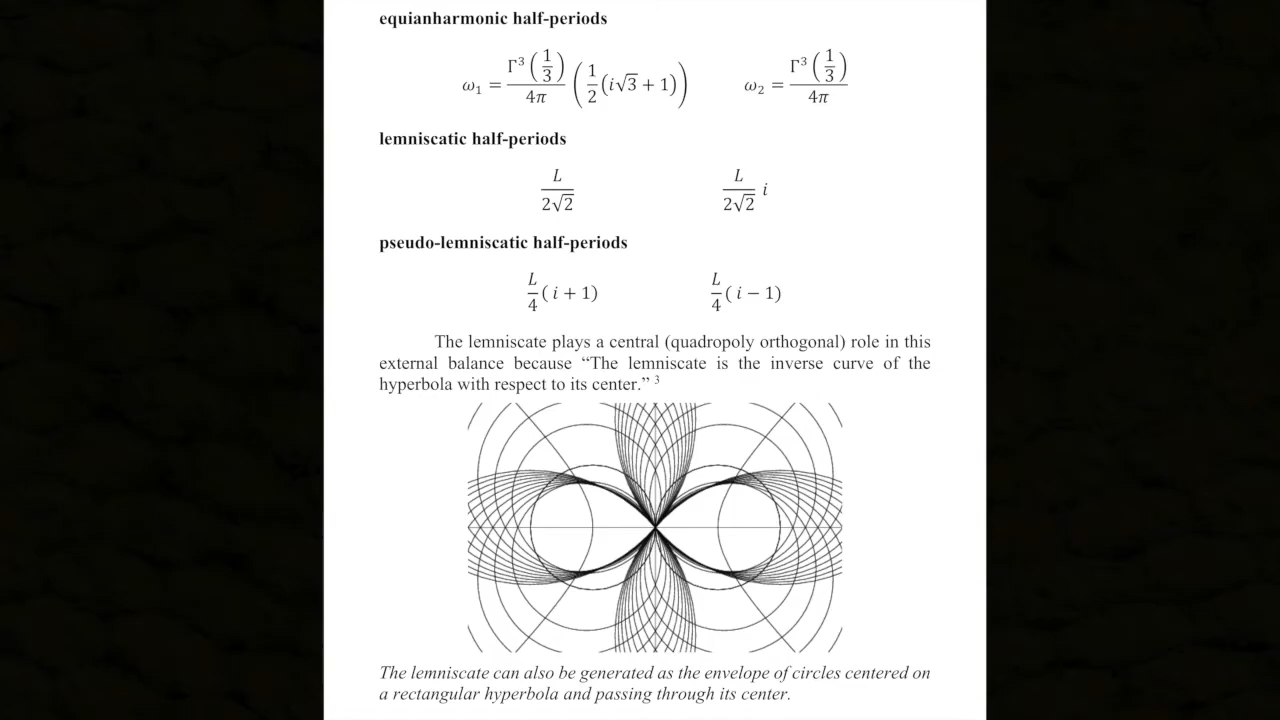 equianharmonic half-periods
ω₁ = Γ³(1/3)/4π (1/2(i√3 + 1)) ω₂ = Γ³(1/3)/4π
lemniscatic half-periods
L/2√2 L/2√2 i
pseudo-lemniscatic half-periods
L/4 ( i + 1) L/4 ( i − 1)
The lemniscate plays a central (quadropoly orthogonal) role in this
external balance because “The lemniscate is the inverse curve of the
hyperbola with respect to its center.” ³
The lemniscate can also be generated as the envelope of circles centered on
a rectangular hyperbola and passing through its center.